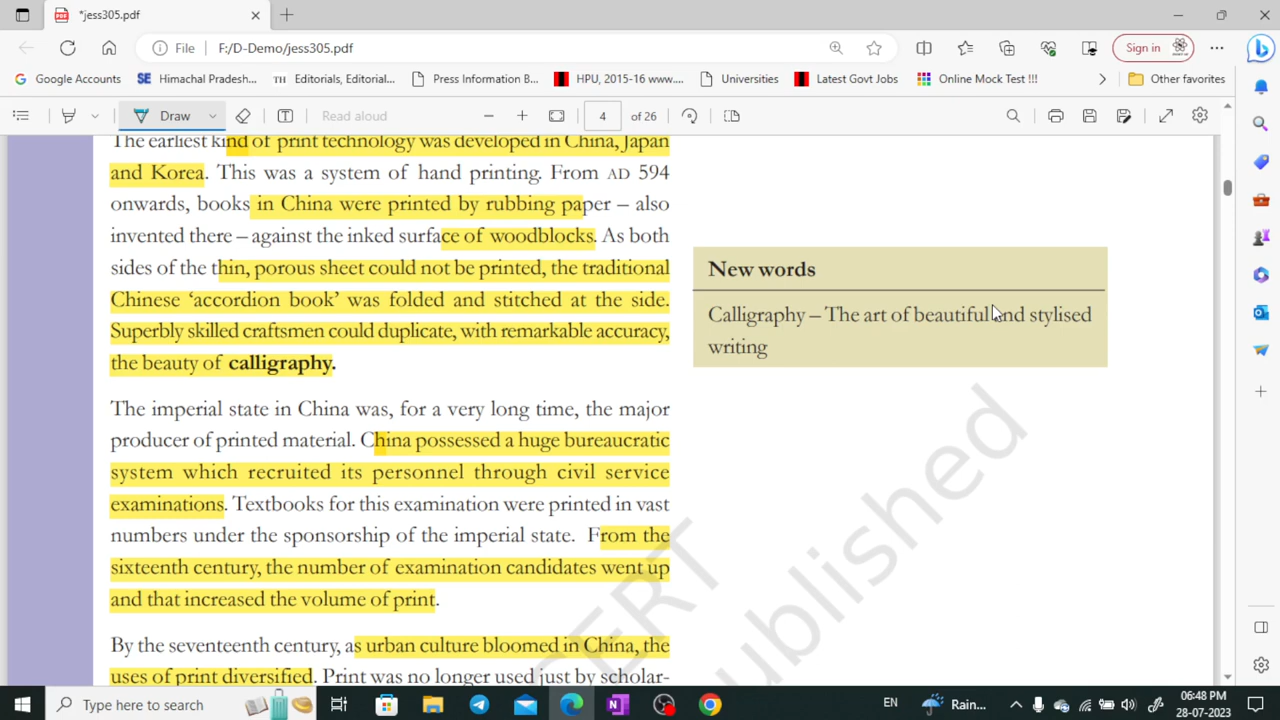 *jess305.pdf
File
F:/D-Demo/jess305.pdf
Sign in
Google Accounts
SE Himachal Pradesh...
TH Editorials, Editorial...
Press Information B...
HPU, 2015-16 www....
Universities
Latest Govt Jobs
Online Mock Test !!!
Other favorites
Draw
Read aloud
4 of 26
The earliest kind of print technology was developed in China, Japan
and Korea. This was a system of hand printing. From AD 594
onwards, books in China were printed by rubbing paper – also
invented there – against the inked surface of woodblocks. As both
sides of the thin, porous sheet could not be printed, the traditional
Chinese ‘accordion book’ was folded and stitched at the side.
Superbly skilled craftsmen could duplicate, with remarkable accuracy,
the beauty of calligraphy.
The imperial state in China was, for a very long time, the major
producer of printed material. China possessed a huge bureaucratic
system which recruited its personnel through civil service
examinations. Textbooks for this examination were printed in vast
numbers under the sponsorship of the imperial state. From the
sixteenth century, the number of examination candidates went up
and that increased the volume of print.
By the seventeenth century, as urban culture bloomed in China, the
uses of print diversified. Print was no longer used just by scholar-
New words
Calligraphy – The art of beautiful and stylised
writing
CERT
ublished
Type here to search
EN
Rain...
06:48 PM
28-07-2023